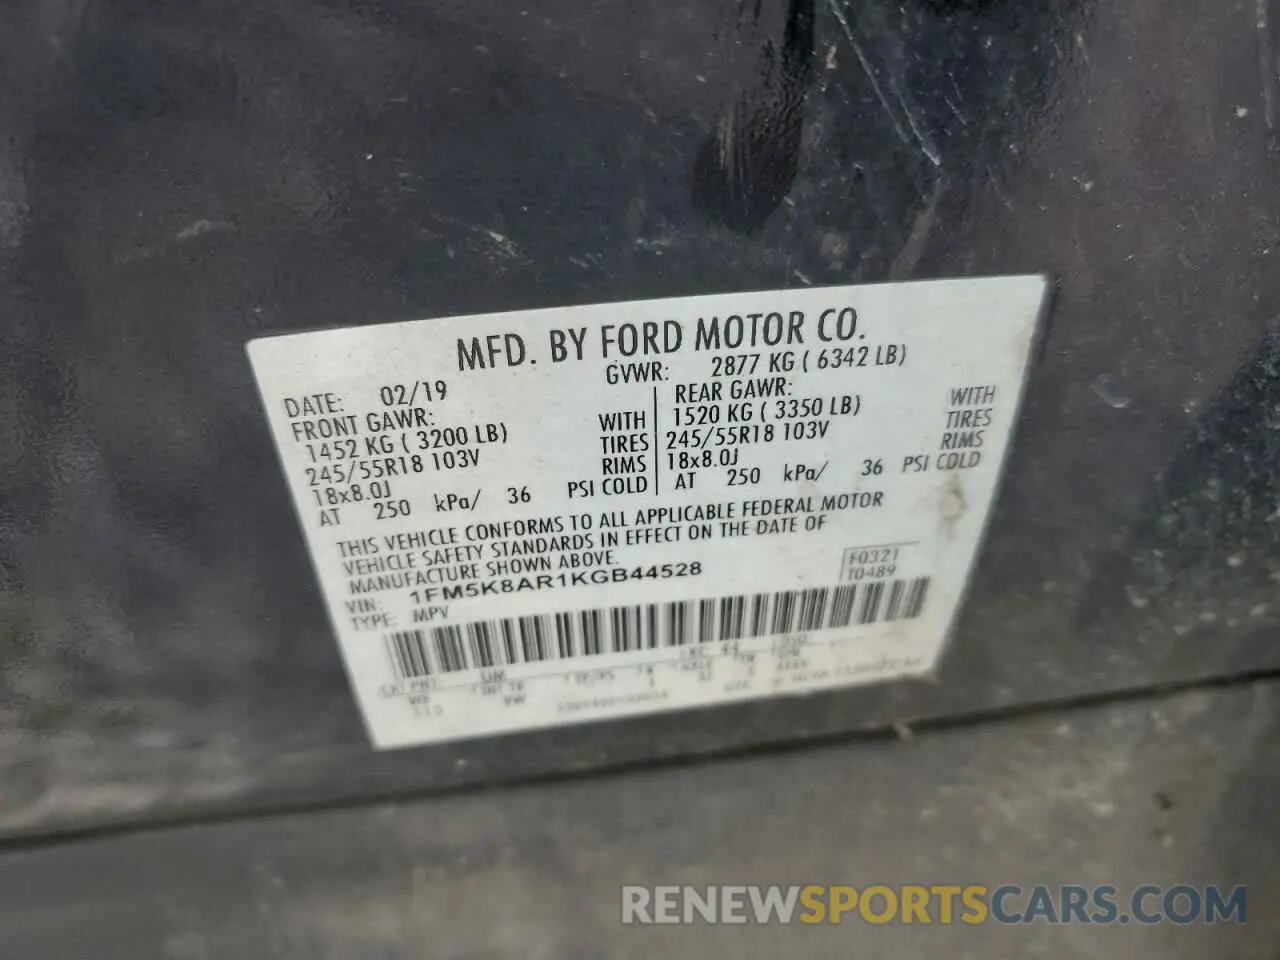 MFD. BY FORD MOTOR CO.
DATE: 02/19 GVWR: 2877 KG ( 6342 LB)
FRONT GAWR: REAR GAWR:
1452 KG ( 3200 LB) WITH 1520 KG ( 3350 LB) WITH
245/55R18 103V TIRES 245/55R18 103V TIRES
18x8.0J RIMS 18x8.0J RIMS
AT 250 kPa/ 36 PSI COLD AT 250 kPa/ 36 PSI COLD
THIS VEHICLE CONFORMS TO ALL APPLICABLE FEDERAL MOTOR
VEHICLE SAFETY STANDARDS IN EFFECT ON THE DATE OF
MANUFACTURE SHOWN ABOVE.
VIN: 1FM5K8AR1KGB44528 F0321
TYPE: MPV T0489
RENEWSPORTSCARS.COM